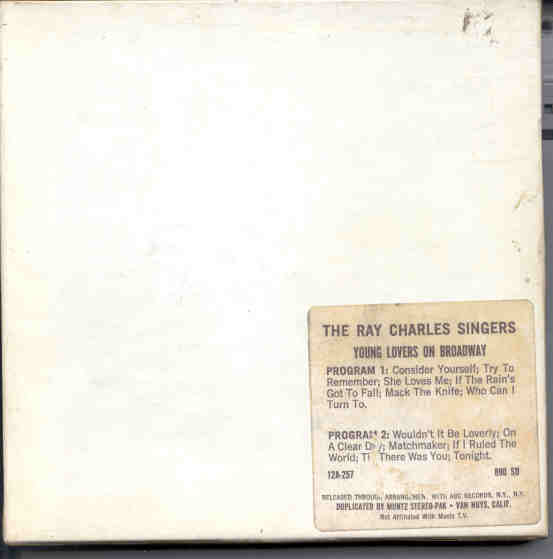 THE RAY CHARLES SINGERS
YOUNG LOVERS ON BROADWAY
PROGRAM 1: Consider Yourself; Try To
Remember; She Loves Me; If The Rain's
Got To Fall; Mack The Knife; Who Can I
Turn To.
2: Wouldn't It Be Loverly; On
A Clear D y; Matchmaker; If I Ruled The
World; T There Was You; Tonight.
12A-257 890 SD
RELEASED WITH ABC RECORDS, N.Y., N.Y.
DUPLICATED BY MUNTZ STEREO-PAK • VAN NUYS, CALIF.
Not Affiliated With Muntz T.V.